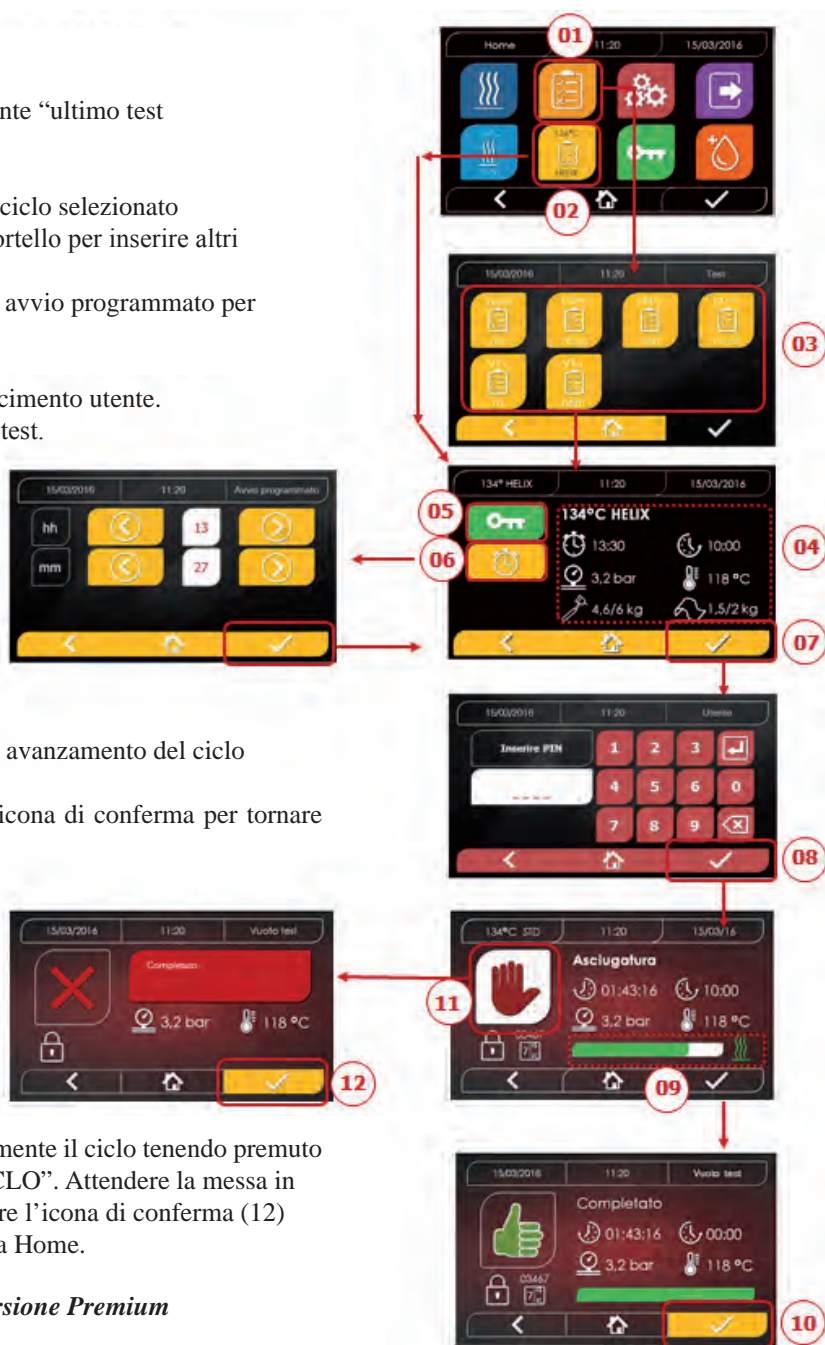 nte “ultimo test
ciclo selezionato
ortello per inserire altri
avvio programmato per
cimento utente.
test.
avanzamento del ciclo
icona di conferma per tornare
mente il ciclo tenendo premuto
CLO”. Attendere la messa in
re l’icona di conferma (12)
a Home.
rsione Premium
01
Home 11:20 15/03/2016
134°C
HELIX
02
15/03/2016 11:20 Test
03
134° HELIX 11:20 15/03/2016
05
06
134°C HELIX
13:30 10:00
3,2 bar 118 °C
4,6/6 kg 1,5/2 kg
04
07
15/03/2016 11:20 Avvio programmato
hh 13
mm 27
15/03/2016 11:20 Utente
Inserire PIN
_ _ _ _
1 2 3
4 5 6 0
7 8 9
08
134°C STD 11:20 15/03/16
Asciugatura
01:43:16 10:00
3,2 bar 118 °C
03467
11
09
15/03/2016 11:20 Vuoto test
Completato
3,2 bar 118 °C
12
15/03/2016 11:20 Vuoto test
Completato
01:43:16 00:00
3,2 bar 118 °C
03467
10